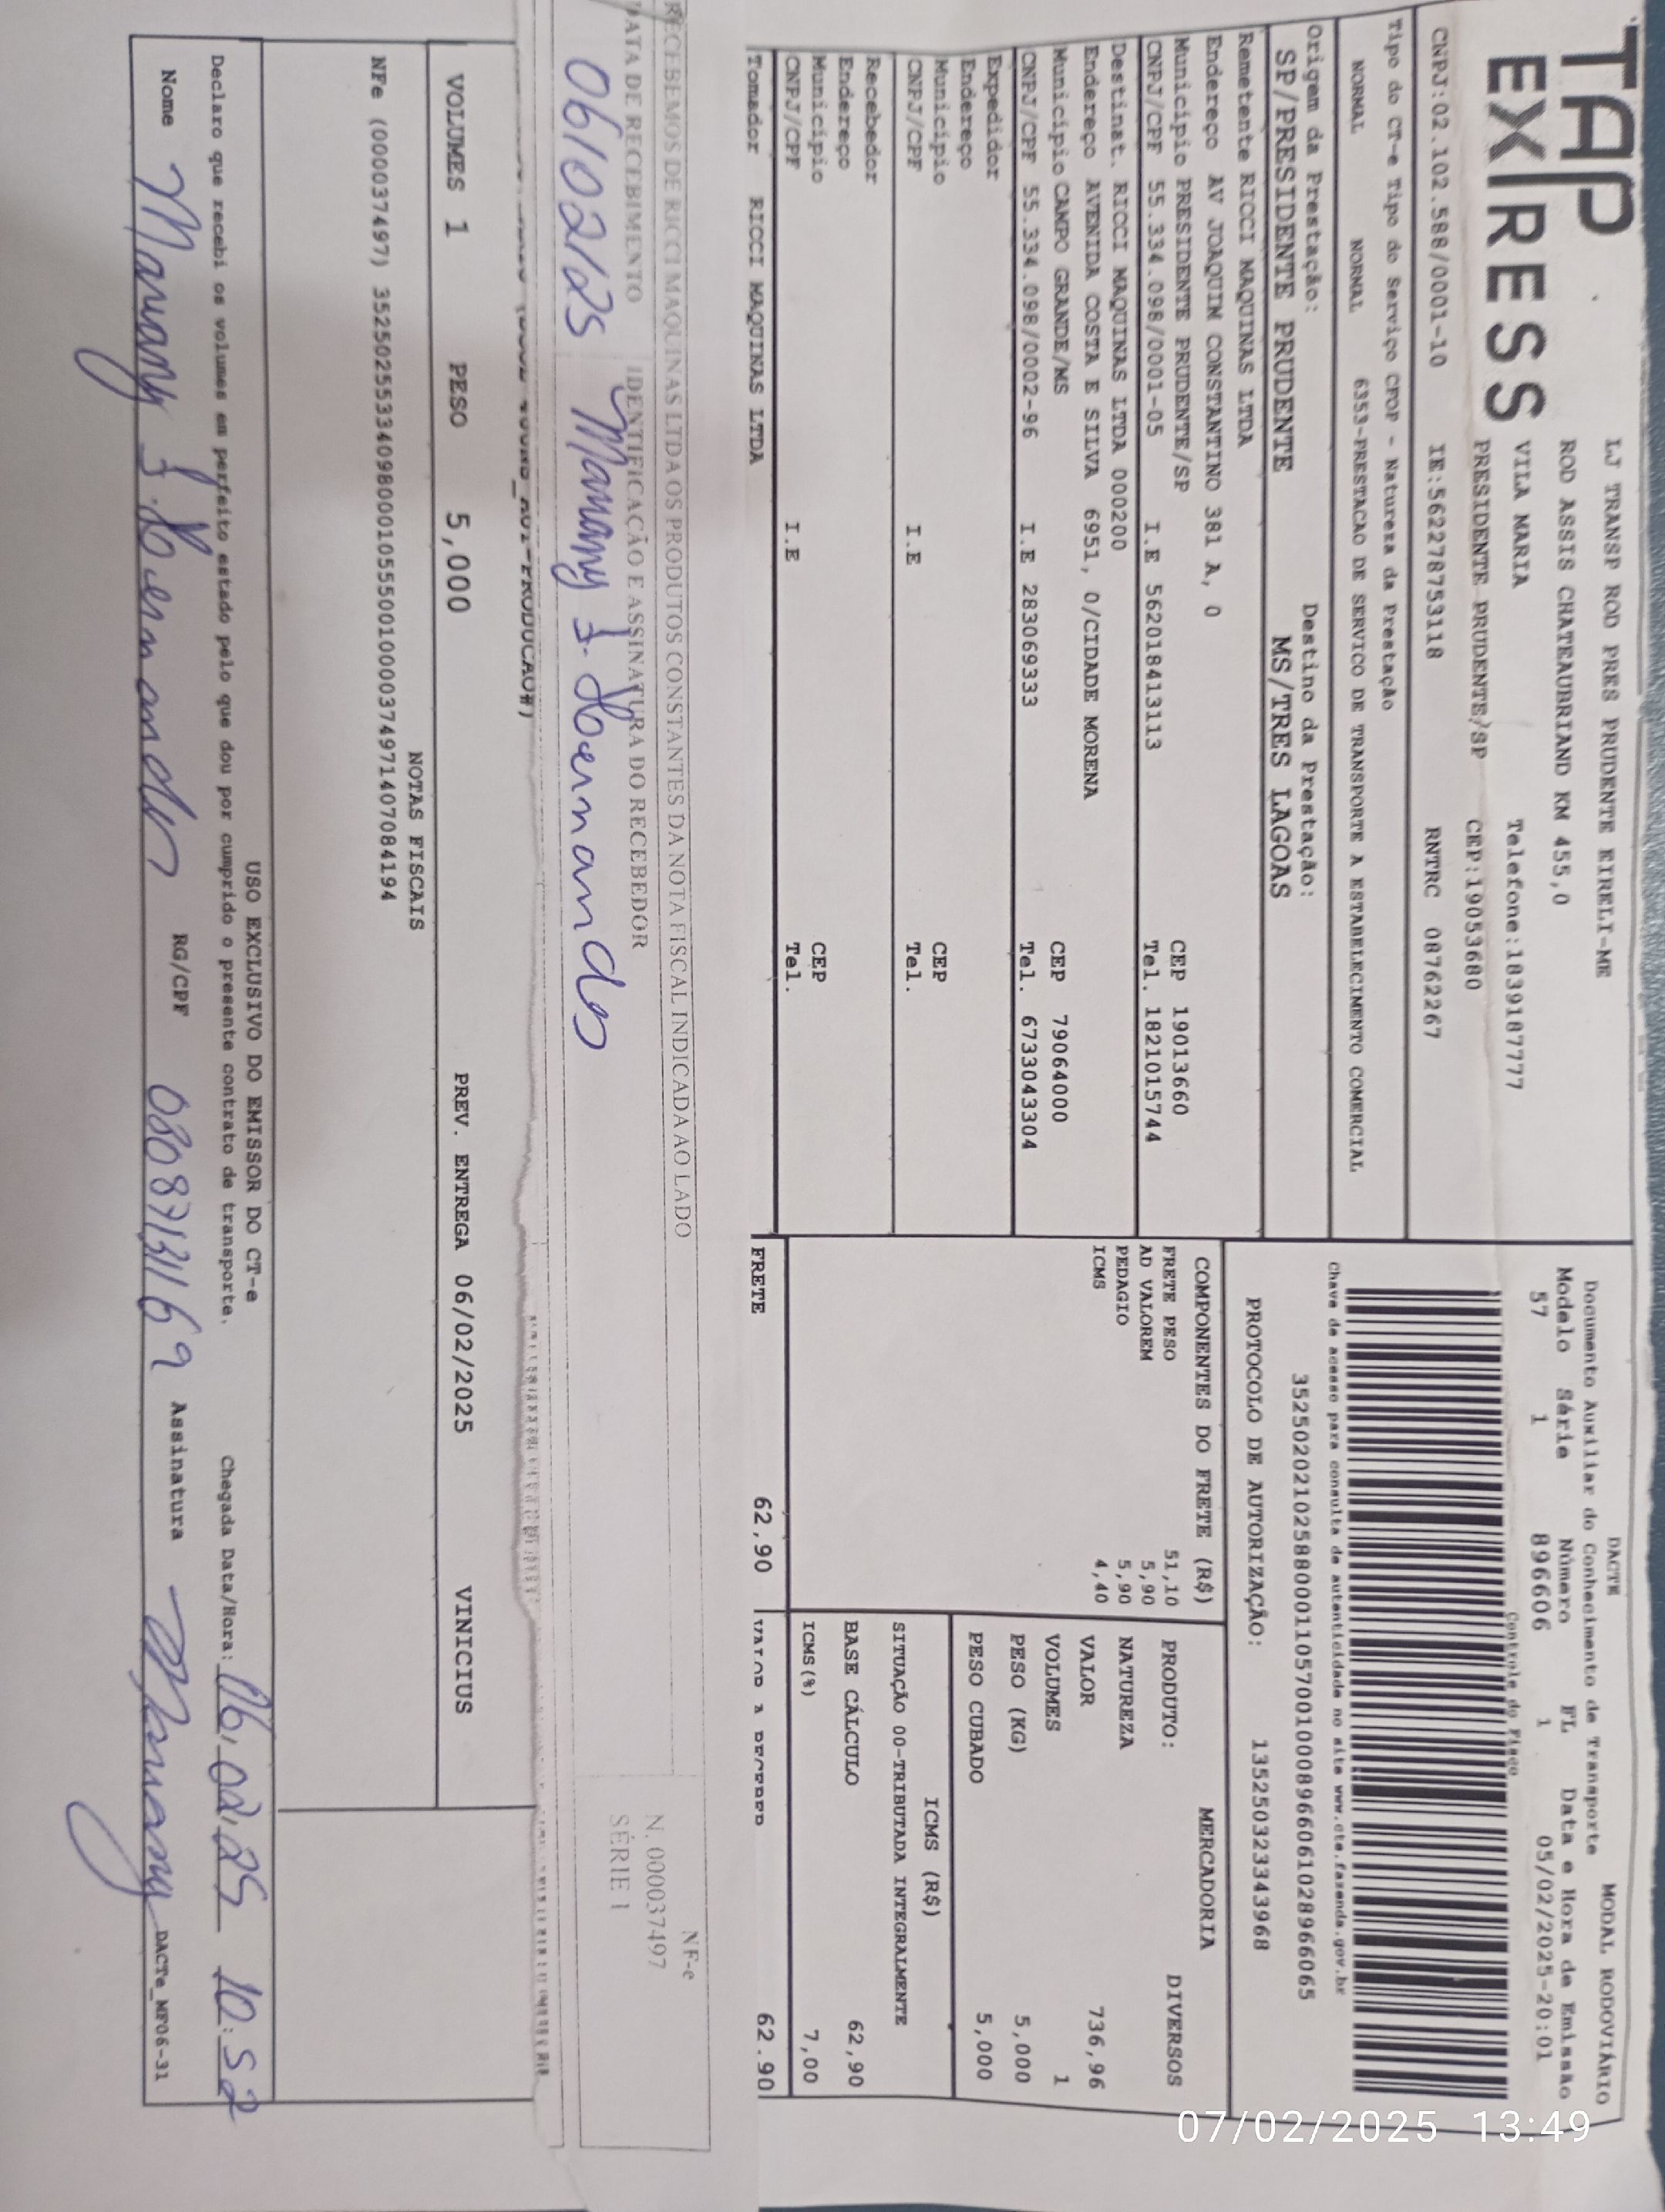 TAP
EXPRESS
LJ TRANSP ROD PRES PRUDENTE EIRELI-ME
ROD ASSIS CHATEAUBRIAND KM 455,0
VILA MARIA Telefone:1839187777
PRESIDENTE PRUDENTE/SP CEP:19053680
CNPJ:02.102.588/0001-10 IE:562278753118 RNTRC 08762267
Tipo do CT-e Tipo do Serviço CFOP - Natureza da Prestação
NORMAL NORMAL 6353-PRESTACAO DE SERVICO DE TRANSPORTE A ESTABELECIMENTO COMERCIAL
Origem da Prestação: Destino da Prestação:
SP/PRESIDENTE PRUDENTE MS/TRES LAGOAS
DACTE MODAL RODOVIÁRIO
Documento Auxiliar do Conhecimento de Transporte
Modelo Série Número FL Data e Hora de Emissão
57 1 896606 1 05/02/2025-20:01
Controle do Fisco
Chave de acesso para consulta de autenticidade no site www.cte.fazenda.gov.br
35250202102588000110570010008966061028966065
PROTOCOLO DE AUTORIZAÇÃO: 135250323343968
Remetente RICCI MAQUINAS LTDA
Endereço AV JOAQUIM CONSTANTINO 381 A, 0
Municipio PRESIDENTE PRUDENTE/SP CEP 19013660
CNPJ/CPF 55.334.098/0001-05 I.E 562018413113 Tel. 1821015744
Destinat. RICCI MAQUINAS LTDA 000200
Endereço AVENIDA COSTA E SILVA 6951, 0/CIDADE MORENA
Municipio CAMPO GRANDE/MS CEP 79064000
CNPJ/CPF 55.334.098/0002-96 I.E 283069333 Tel. 6733043304
Expedidor
Endereço
Municipio CEP
CNPJ/CPF I.E Tel.
Recebedor
Endereço
Municipio CEP
CNPJ/CPF I.E Tel.
Tomador RICCI MAQUINAS LTDA
COMPONENTES DO FRETE (R$)
FRETE PESO 51,10
AD VALOREM 5,90
PEDAGIO 5,90
ICMS 4,40
MERCADORIA
PRODUTO: DIVERSOS
NATUREZA
VALOR 736,96
VOLUMES 1
PESO (KG) 5,000
PESO CUBADO 5,000
ICMS (R$)
SITUAÇÃO 00-TRIBUTADA INTEGRALMENTE
BASE CÁLCULO 62,90
ICMS(%) 7,00
FRETE 62,90 VALOR A RECEBER 62.90
RECEBEMOS DE RICCI MAQUINAS LTDA OS PRODUTOS CONSTANTES DA NOTA FISCAL INDICADA AO LADO
DATA DE RECEBIMENTO IDENTIFICAÇÃO E ASSINATURA DO RECEBEDOR
06/02/25
NF-e
N. 000037497
SÉRIE 1
VOLUMES 1 PESO 5,000 PREV. ENTREGA 06/02/2025 VINICIUS
NOTAS FISCAIS
NFe (000037497) 35250255334098000105550010000374971407084194
USO EXCLUSIVO DO EMISSOR DO CT-e
Declaro que recebi os volumes em perfeito estado pelo que dou por cumprido o presente contrato de transporte. Chegada Data/Hora: 06/02/25 10:52
Nome RG/CPF Assinatura DACTe_MF06-31
07/02/2025 13:49